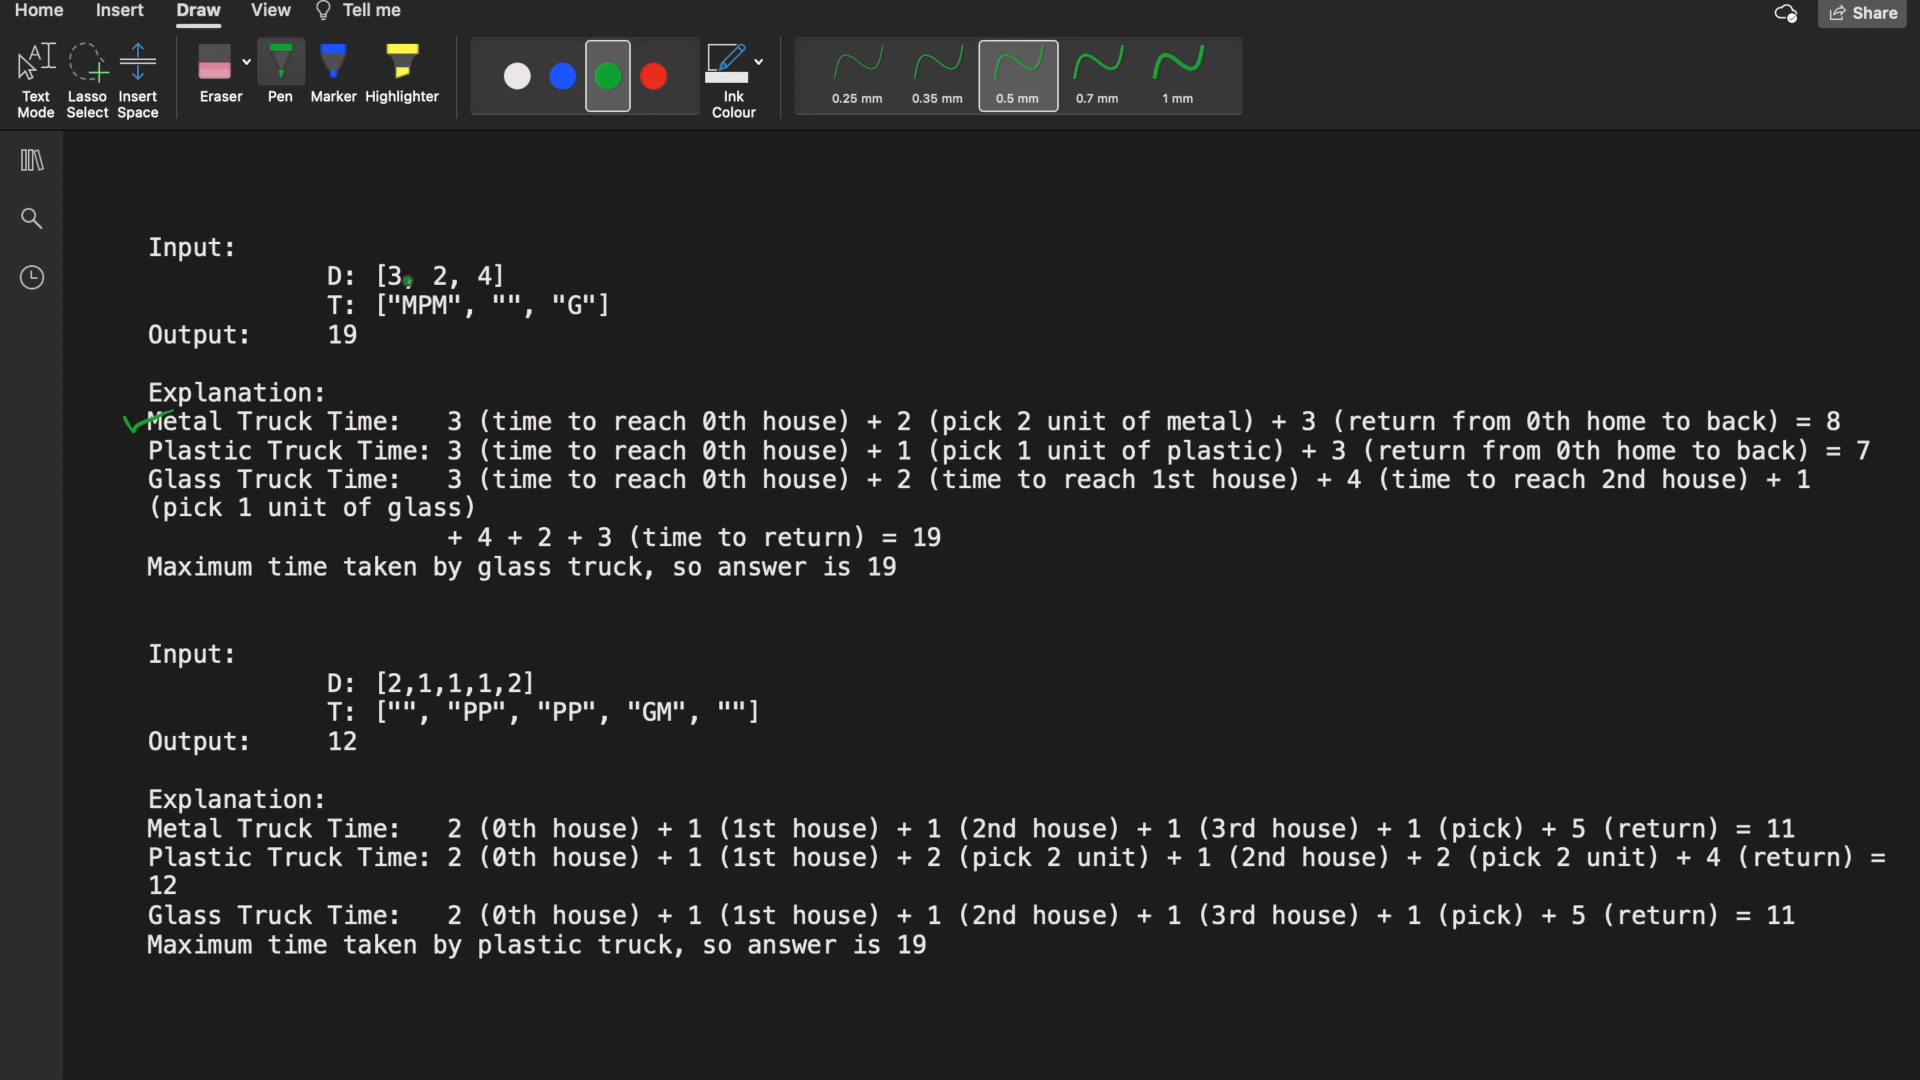 Home Insert Draw View Tell me Share
Text Mode
Lasso Select
Insert Space
Eraser
Pen
Marker
Highlighter
Ink Colour
0.25 mm 0.35 mm 0.5 mm 0.7 mm 1 mm
Input:
D: [3, 2, 4]
T: ["MPM", "", "G"]
Output: 19
Explanation:
Metal Truck Time: 3 (time to reach 0th house) + 2 (pick 2 unit of metal) + 3 (return from 0th home to back) = 8
Plastic Truck Time: 3 (time to reach 0th house) + 1 (pick 1 unit of plastic) + 3 (return from 0th home to back) = 7
Glass Truck Time: 3 (time to reach 0th house) + 2 (time to reach 1st house) + 4 (time to reach 2nd house) + 1
(pick 1 unit of glass)
+ 4 + 2 + 3 (time to return) = 19
Maximum time taken by glass truck, so answer is 19
Input:
D: [2,1,1,1,2]
T: ["", "PP", "PP", "GM", ""]
Output: 12
Explanation:
Metal Truck Time: 2 (0th house) + 1 (1st house) + 1 (2nd house) + 1 (3rd house) + 1 (pick) + 5 (return) = 11
Plastic Truck Time: 2 (0th house) + 1 (1st house) + 2 (pick 2 unit) + 1 (2nd house) + 2 (pick 2 unit) + 4 (return) =
12
Glass Truck Time: 2 (0th house) + 1 (1st house) + 1 (2nd house) + 1 (3rd house) + 1 (pick) + 5 (return) = 11
Maximum time taken by plastic truck, so answer is 19